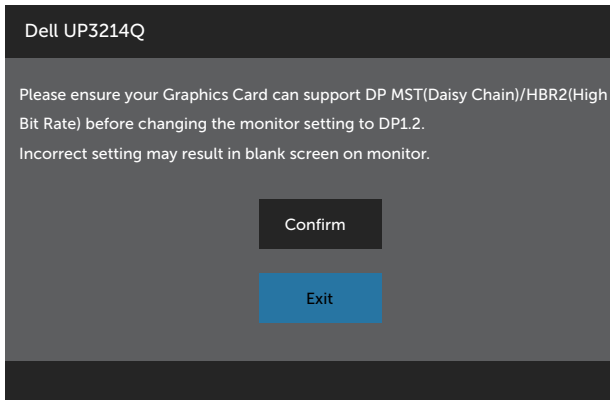 Dell UP3214Q
Please ensure your Graphics Card can support DP MST(Daisy Chain)/HBR2(High
Bit Rate) before changing the monitor setting to DP1.2.
Incorrect setting may result in blank screen on monitor.
Confirm
Exit